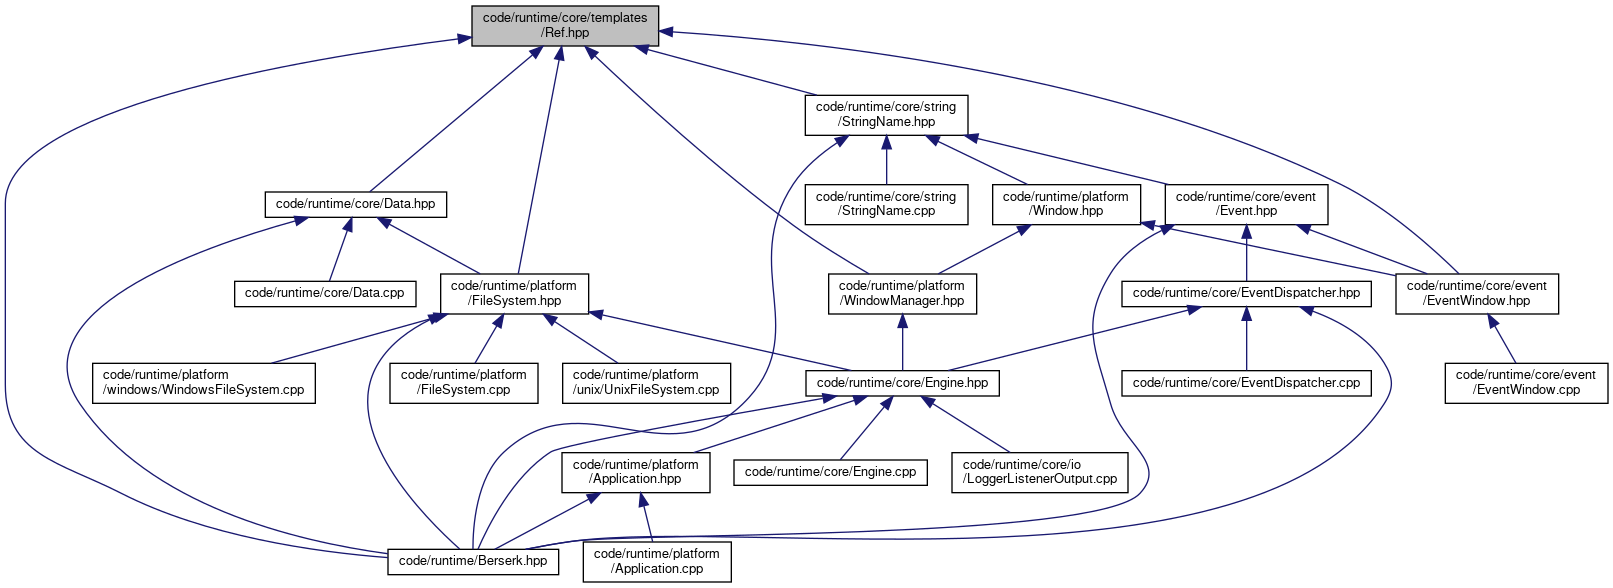 code/runtime/core/templates
/Ref.hpp
code/runtime/core/string
/StringName.hpp
code/runtime/core/Data.hpp
code/runtime/core/string
/StringName.cpp
code/runtime/platform
/Window.hpp
code/runtime/core/event
/Event.hpp
code/runtime/core/Data.cpp
code/runtime/platform
/FileSystem.hpp
code/runtime/platform
/WindowManager.hpp
code/runtime/core/EventDispatcher.hpp
code/runtime/core/event
/EventWindow.hpp
code/runtime/platform
/windows/WindowsFileSystem.cpp
code/runtime/platform
/FileSystem.cpp
code/runtime/platform
/unix/UnixFileSystem.cpp
code/runtime/core/Engine.hpp
code/runtime/core/EventDispatcher.cpp
code/runtime/core/event
/EventWindow.cpp
code/runtime/platform
/Application.hpp
code/runtime/core/Engine.cpp
code/runtime/core/io
/LoggerListenerOutput.cpp
code/runtime/Berserk.hpp
code/runtime/platform
/Application.cpp